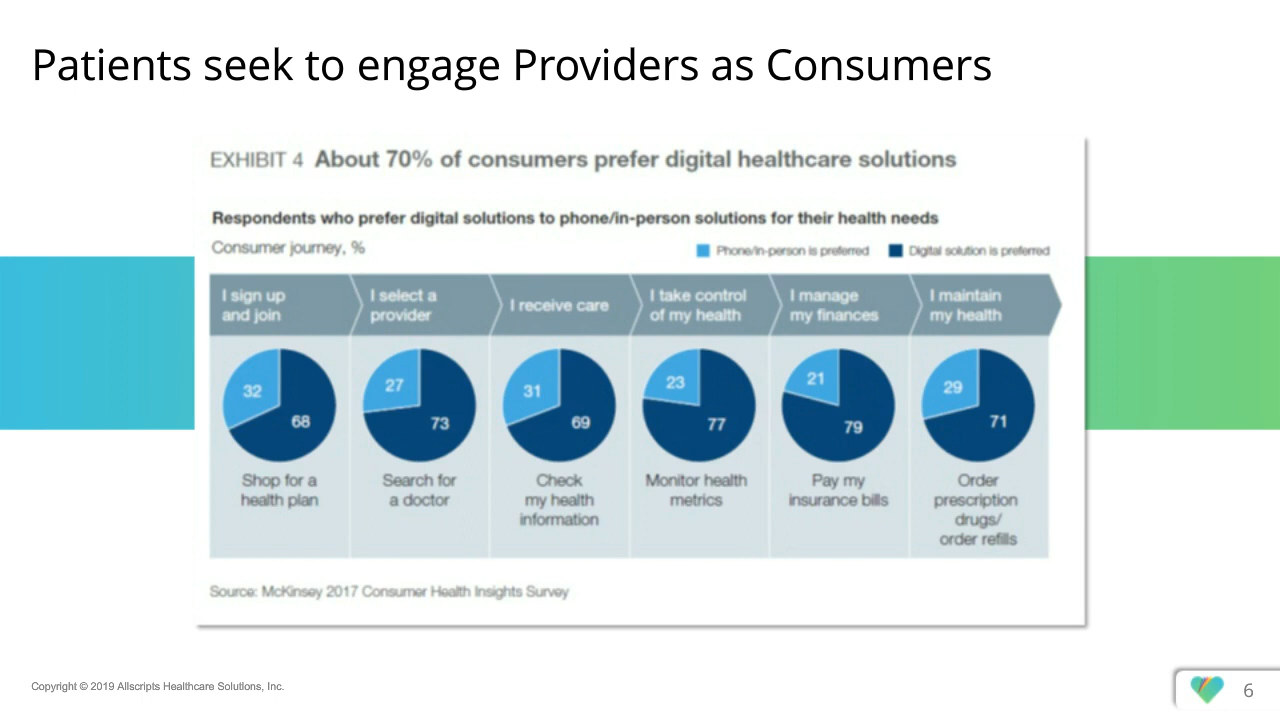 Patients seek to engage Providers as Consumers
EXHIBIT 4 About 70% of consumers prefer digital healthcare solutions
Respondents who prefer digital solutions to phone/in-person solutions for their health needs
Consumer journey, %
Phone/in-person is preferred
Digital solution is preferred
I sign up
and join
I select a
provider
I receive care
I take control
of my health
I manage
my finances
I maintain
my health
32
68
27
73
31
69
23
77
21
79
29
71
Shop for a
health plan
Search for
a doctor
Check
my health
information
Monitor health
metrics
Pay my
insurance bills
Order
prescription
drugs/
order refills
Source: McKinsey 2017 Consumer Health Insights Survey
Copyright © 2019 Allscripts Healthcare Solutions, Inc.
6